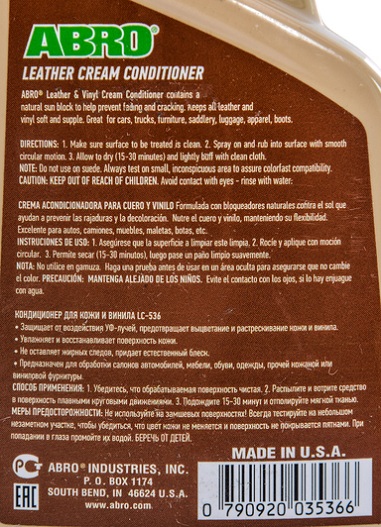 ABRO®
LEATHER CREAM CONDITIONER
ABRO® Leather & Vinyl Cream Conditioner contains a
natural sun block to help prevent fading and cracking. Keeps all leather and
vinyl soft and supple. Great for cars, trucks, furniture, saddlery, luggage, apparel, boots.
DIRECTIONS: 1. Make sure surface to be treated is clean. 2. Spray on and rub into surface with smooth
circular motion. 3. Allow to dry (15-30 minutes) and lightly buff with clean cloth.
NOTE: Do not use on suede. Always test on small, inconspicuous area to assure colorfast compatibility.
CAUTION: KEEP OUT OF REACH OF CHILDREN. Avoid contact with eyes - rinse with water.
CREMA ACONDICIONADORA PARA CUERO Y VINILO Formulada con bloqueadores naturales contra el sol que
ayudan a prevenir las rajaduras y la decoloración. Nutre el cuero y vinilo, manteniendo su flexibilidad.
Excelente para autos, camiones, muebles, maletas, botas, etc.
INSTRUCCIONES DE USO: 1. Asegúrese que la superficie a limpiar este limpia. 2. Rocíe y aplique con moción
circular. 3. Permita secar (15-30 minutos), luego pase un paño limpio suavemente.
NOTA: No utilice en gamuza. Haga una prueba antes de usar en un área oculta para asegurarse que no cambie
el color. PRECAUCIÓN: MANTENGA ALEJADO DE LOS NIÑOS. Evite el contacto con los ojos, si lo hay enjuague
con agua.
КОНДИЦИОНЕР ДЛЯ КОЖИ И ВИНИЛА LC-536
• Защищает от воздействия УФ-лучей, предотвращает выцветание и растрескивание кожи и винила.
• Увлажняет и восстанавливает поверхность кожи.
• Не оставляет жирных следов, придает естественный блеск.
• Предназначен для обработки салонов автомобилей, мебели, обуви, одежды, прочей кожаной или
виниловой фурнитуры.
СПОСОБ ПРИМЕНЕНИЯ: 1. Убедитесь, что обрабатываемая поверхность чистая. 2. Распылите и вотрите средство
в поверхность плавными круговыми движениями. 3. Подождите 15-30 минут и отполируйте мягкой тканью.
МЕРЫ ПРЕДОСТОРОЖНОСТИ: Не используйте на замшевых поверхностях! Всегда тестируйте на небольшом
незаметном участке, чтобы убедиться, что цвет кожи не меняется и поверхность не покрывается пятнами. При
попадании в глаза промойте их водой. БЕРЕЧЬ ОТ ДЕТЕЙ.
MADE IN U.S.A.
ABRO® INDUSTRIES, INC.
P.O. BOX 1174
SOUTH BEND, IN 46624 U.S.A.
www.abro.com
EAC
0 790920 035366